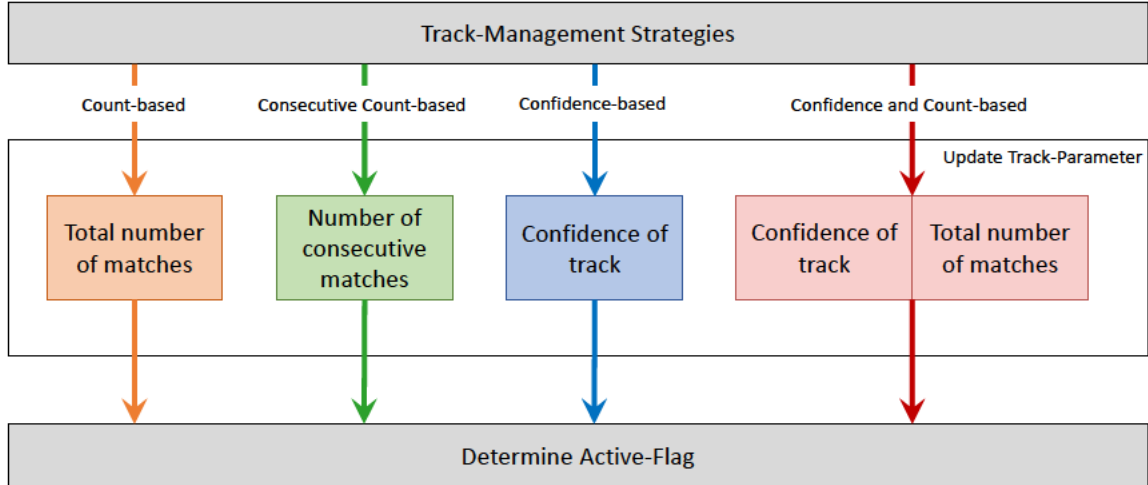 Track-Management Strategies
Count-based
Consecutive Count-based
Confidence-based
Confidence and Count-based
Update Track-Parameter
Total number
of matches
Number of
consecutive
matches
Confidence of
track
Confidence of
track
Total number
of matches
Determine Active-Flag